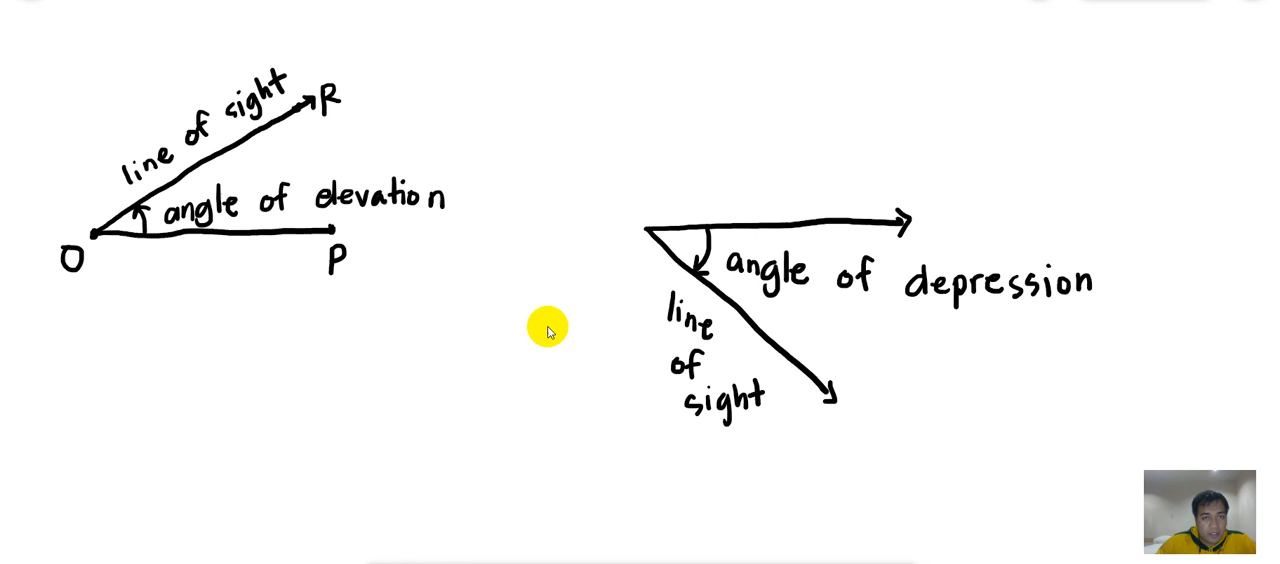 line of sight
R
angle of elevation
O
P
angle of depression
line
of
sight